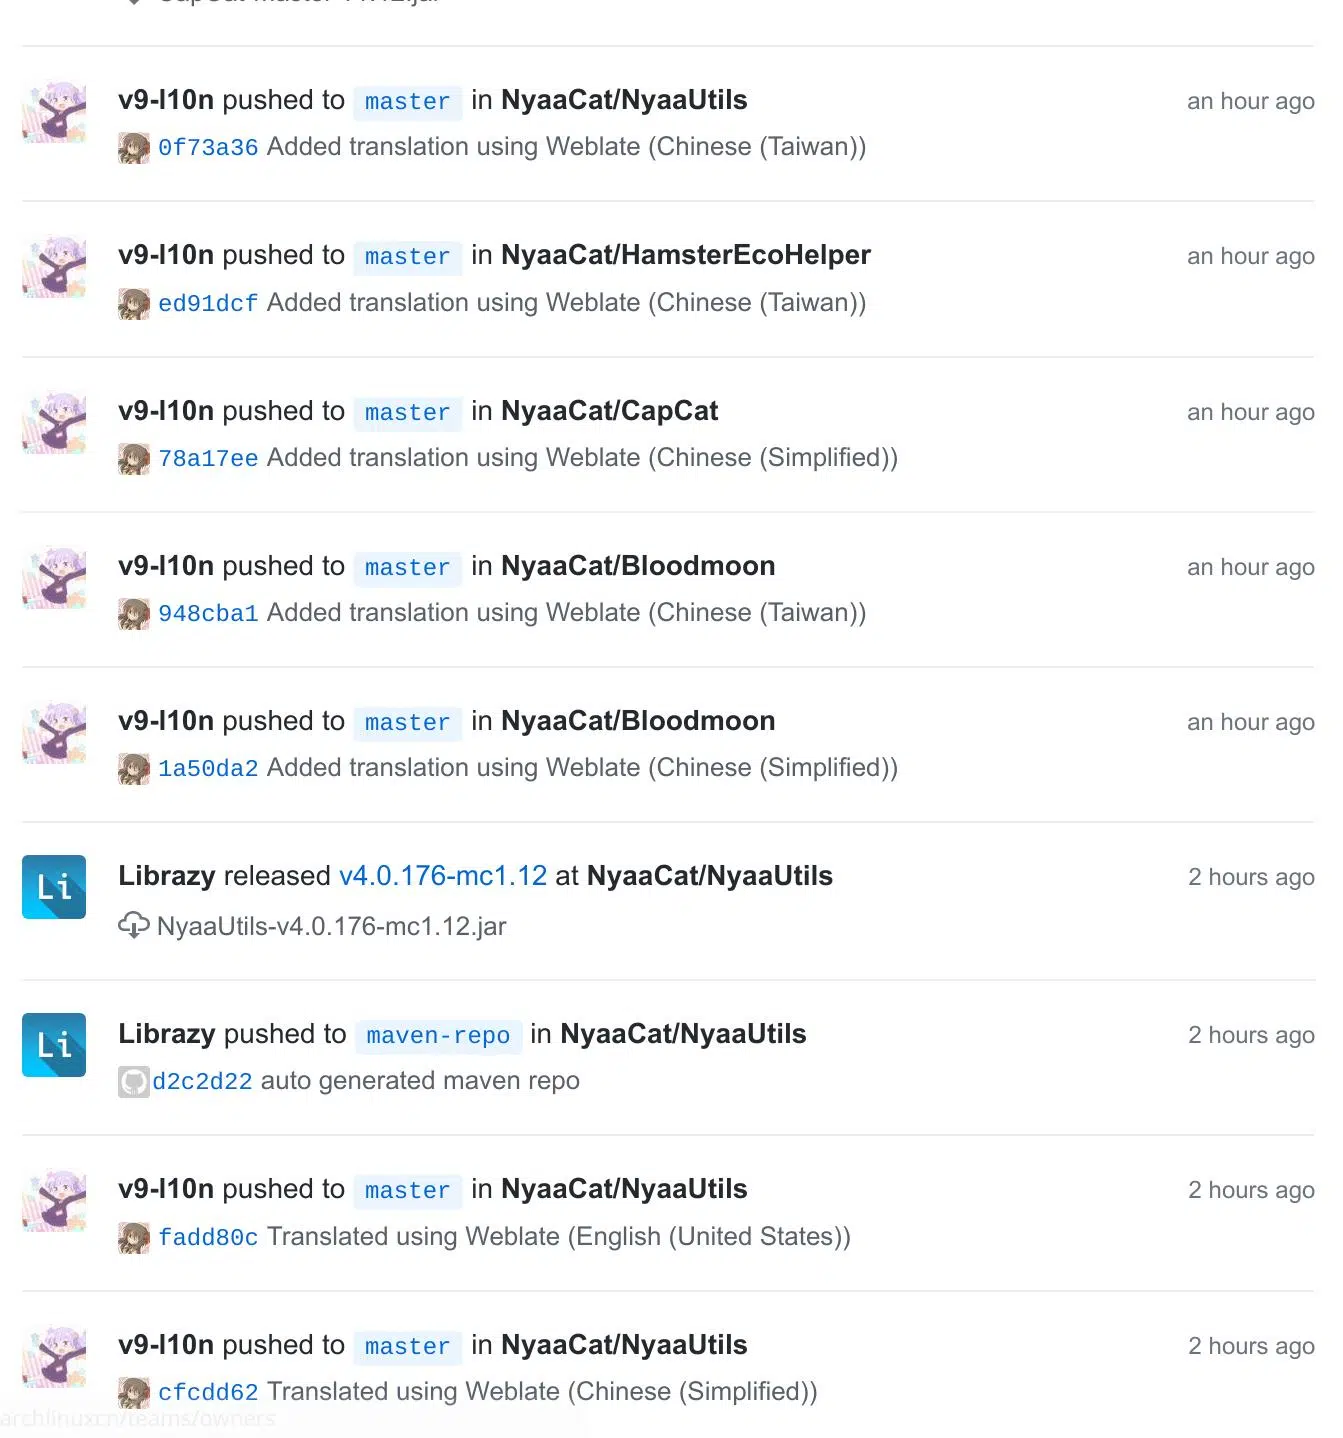 CapCat-master-v1.12.jar
v9-l10n pushed to master in NyaaCat/NyaaUtils an hour ago
0f73a36 Added translation using Weblate (Chinese (Taiwan))
v9-l10n pushed to master in NyaaCat/HamsterEcoHelper an hour ago
ed91dcf Added translation using Weblate (Chinese (Taiwan))
v9-l10n pushed to master in NyaaCat/CapCat an hour ago
78a17ee Added translation using Weblate (Chinese (Simplified))
v9-l10n pushed to master in NyaaCat/Bloodmoon an hour ago
948cba1 Added translation using Weblate (Chinese (Taiwan))
v9-l10n pushed to master in NyaaCat/Bloodmoon an hour ago
1a50da2 Added translation using Weblate (Chinese (Simplified))
Li
Librazy released v4.0.176-mc1.12 at NyaaCat/NyaaUtils 2 hours ago
NyaaUtils-v4.0.176-mc1.12.jar
Li
Librazy pushed to maven-repo in NyaaCat/NyaaUtils 2 hours ago
d2c2d22 auto generated maven repo
v9-l10n pushed to master in NyaaCat/NyaaUtils 2 hours ago
fadd80c Translated using Weblate (English (United States))
v9-l10n pushed to master in NyaaCat/NyaaUtils 2 hours ago
cfcdd62 Translated using Weblate (Chinese (Simplified))
archlinuxcn/teams/owners